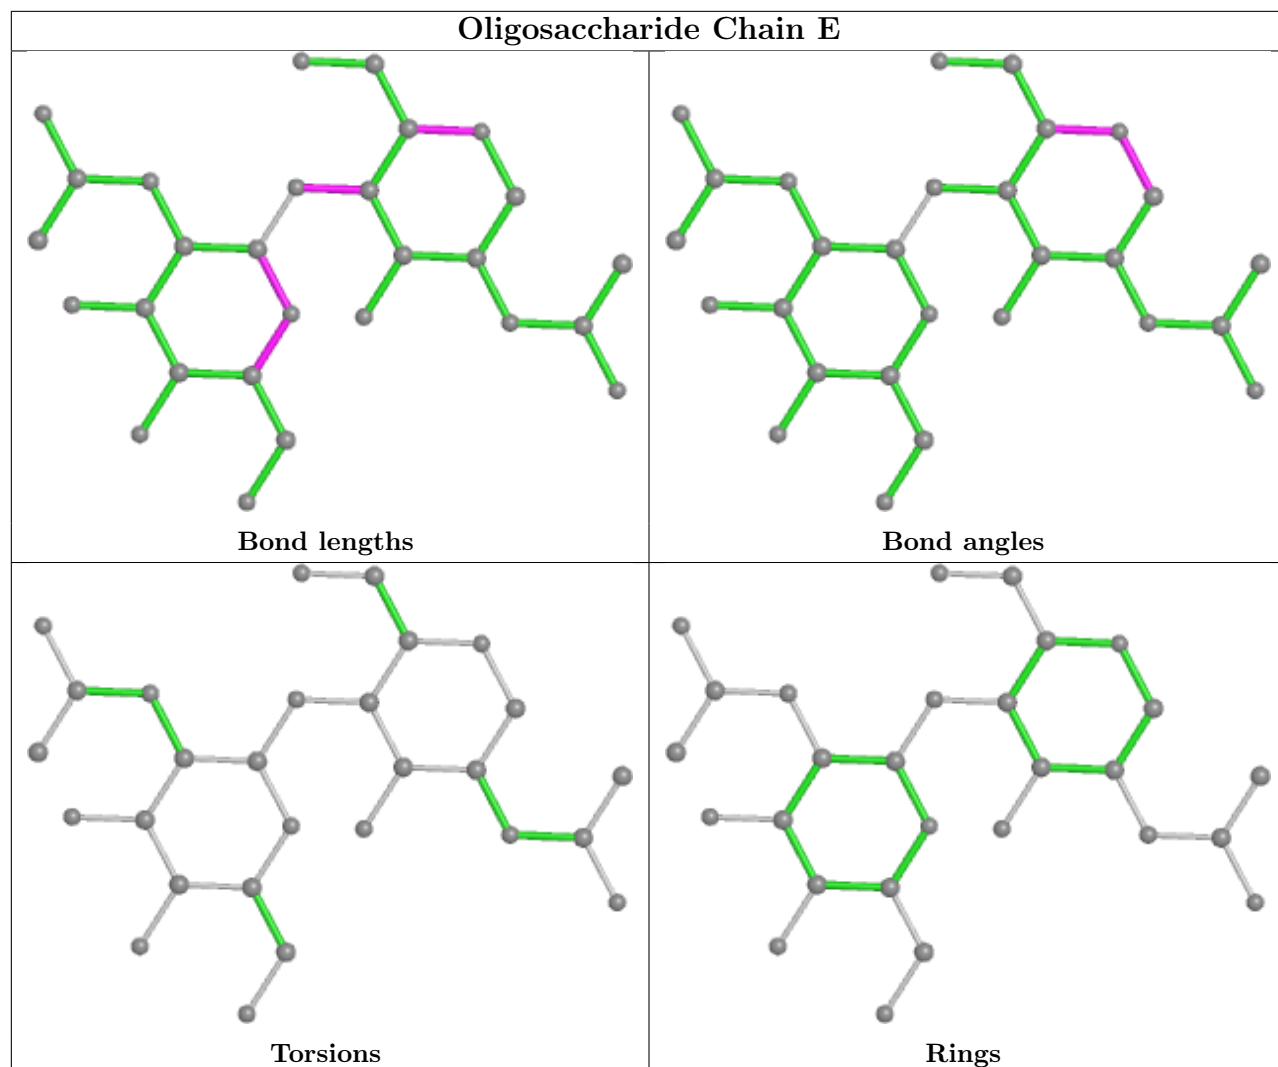 Oligosaccharide Chain E
Bond lengths
Bond angles
Torsions
Rings